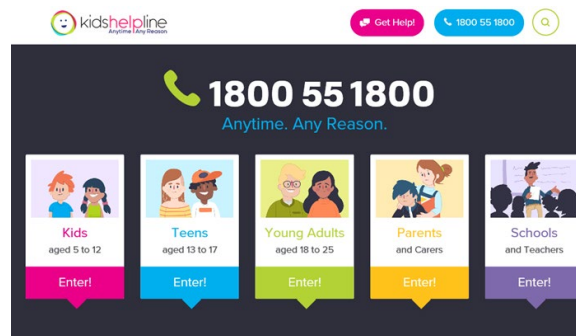 kidshelpline
Anytime | Any Reason
Get Help!
1800 55 1800
1800 55 1800
Anytime. Any Reason.
Kids
aged 5 to 12
Enter!
Teens
aged 13 to 17
Enter!
Young Adults
aged 18 to 25
Enter!
Parents
and Carers
Enter!
Schools
and Teachers
Enter!